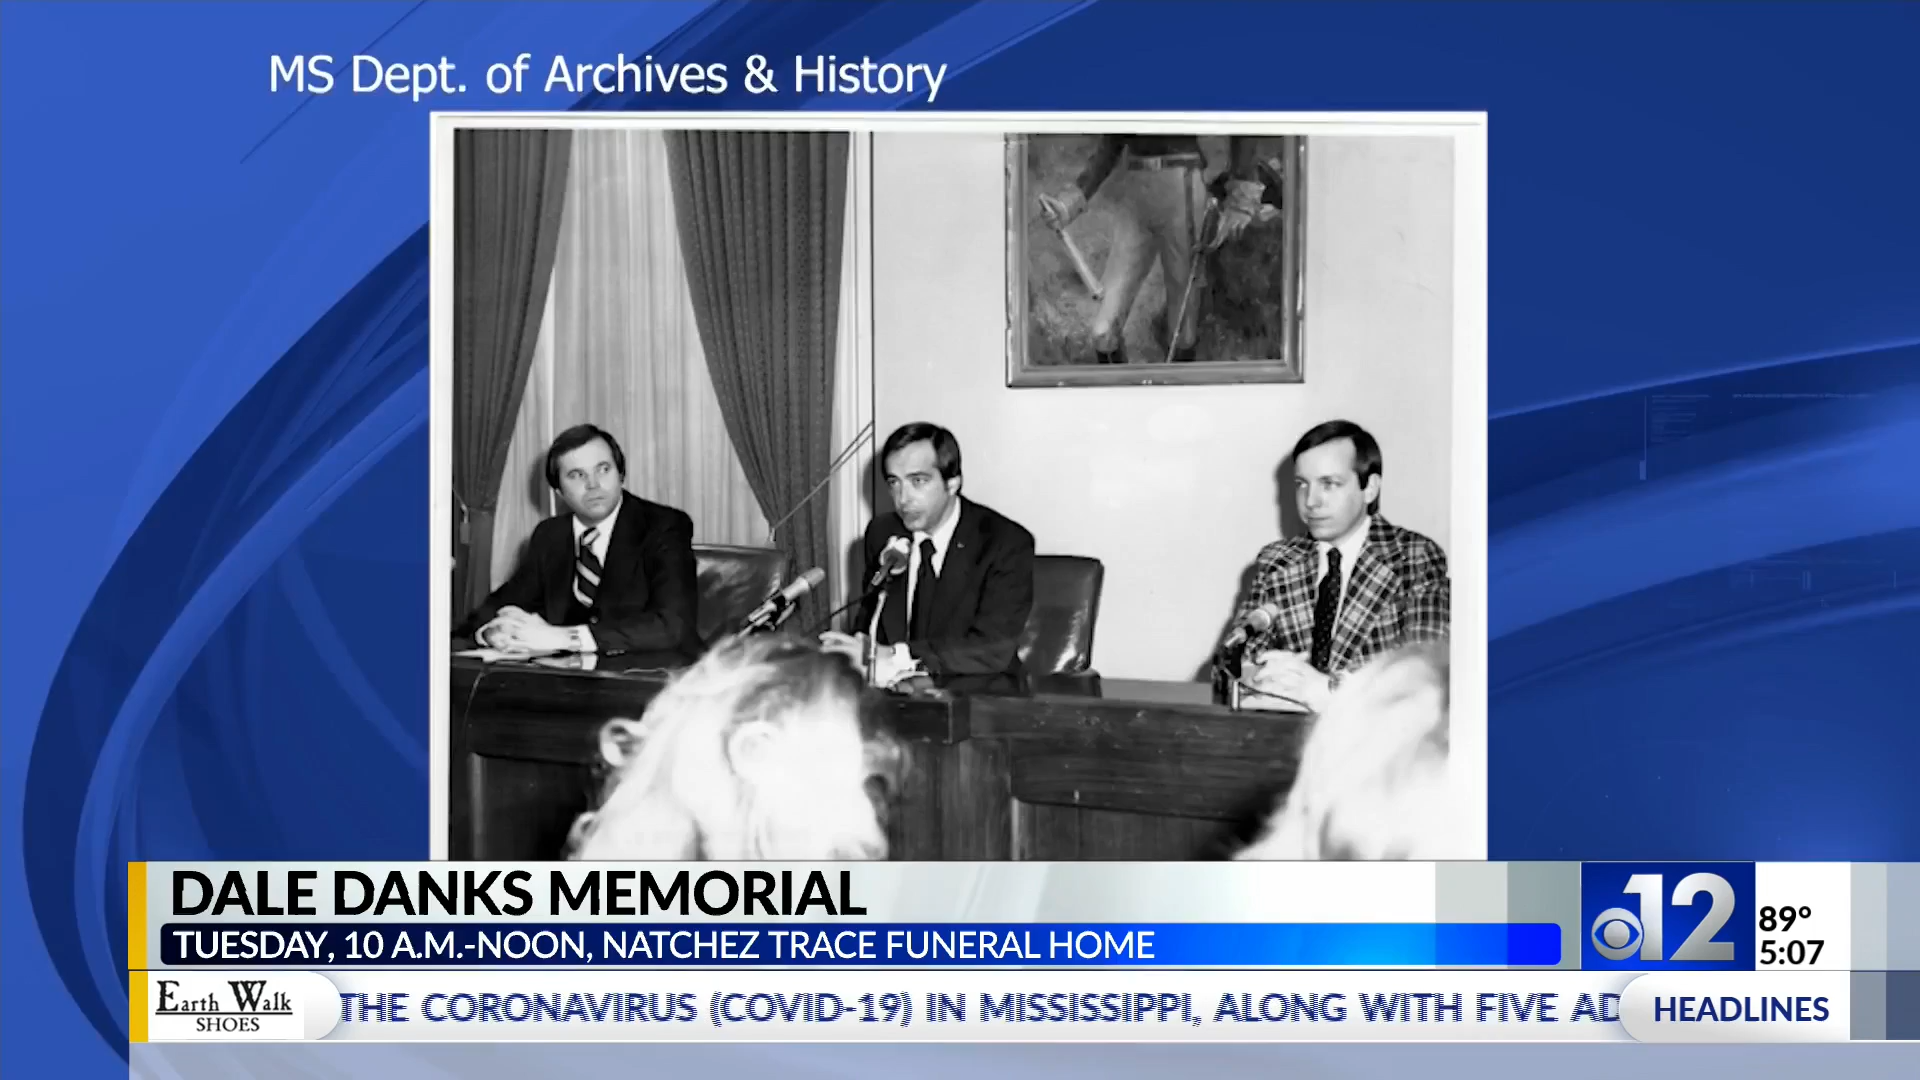 MS Dept. of Archives & History
DALE DANKS MEMORIAL
TUESDAY, 10 A.M.-NOON, NATCHEZ TRACE FUNERAL HOME
12
89°
5:07
Earth Walk
SHOES
THE CORONAVIRUS (COVID-19) IN MISSISSIPPI, ALONG WITH FIVE AD
HEADLINES